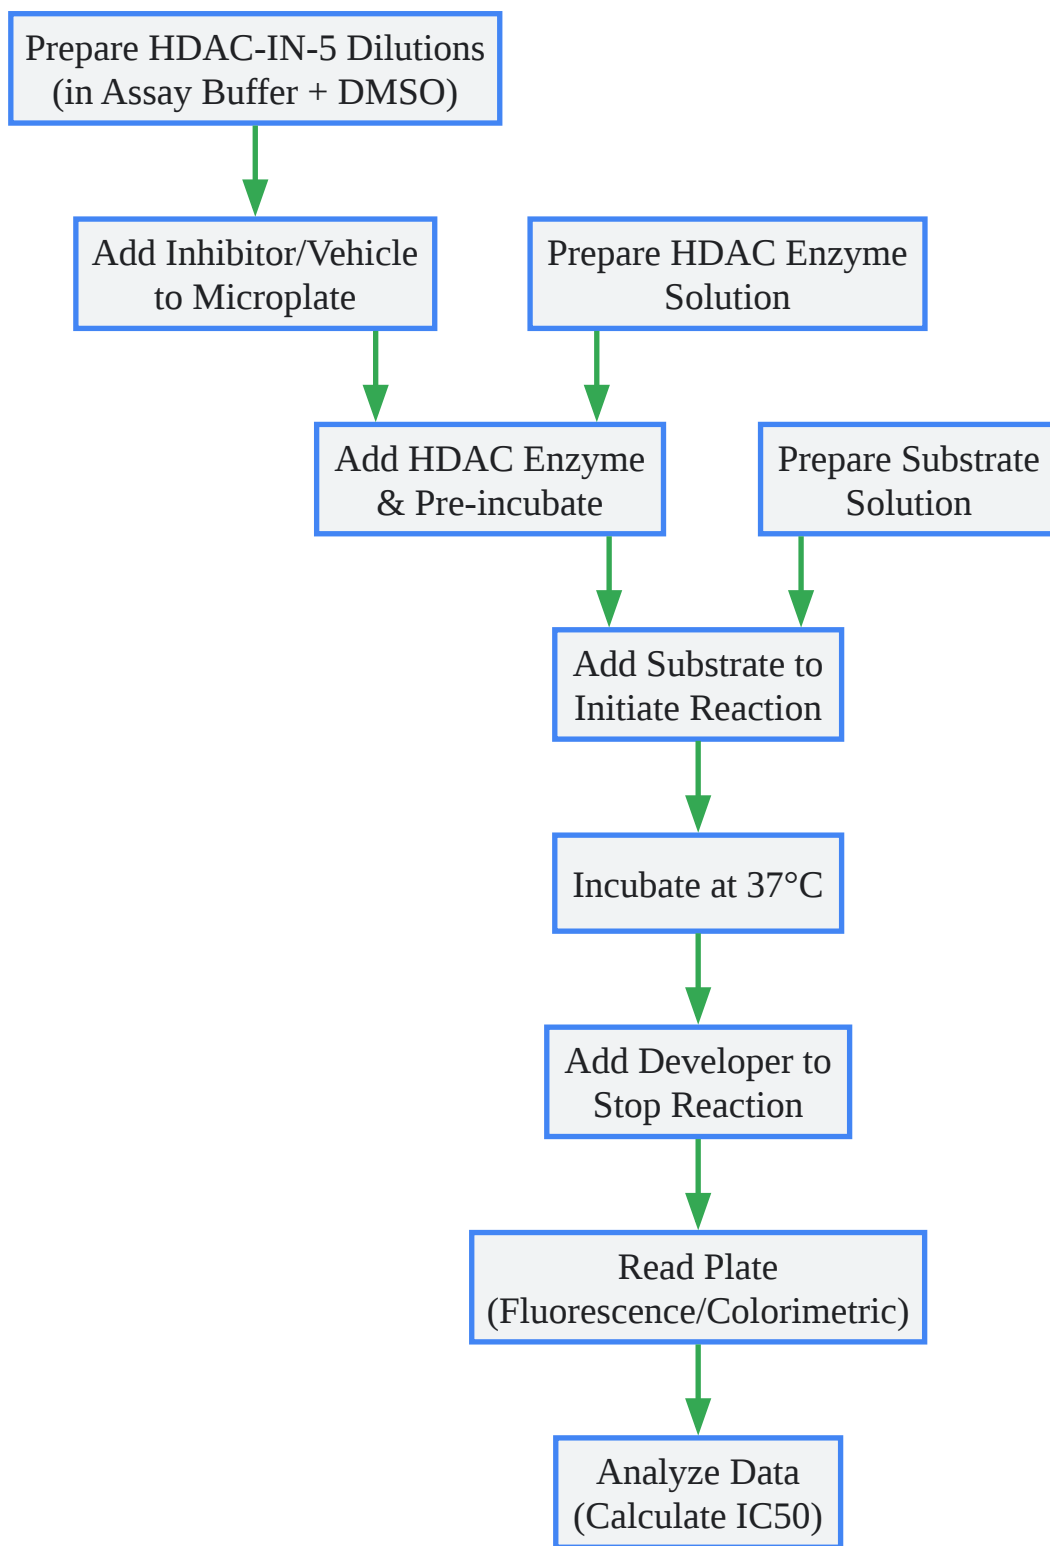 Prepare HDAC-IN-5 Dilutions
(in Assay Buffer + DMSO)
Add Inhibitor/Vehicle
to Microplate
Prepare HDAC Enzyme
Solution
Add HDAC Enzyme
& Pre-incubate
Prepare Substrate
Solution
Add Substrate to
Initiate Reaction
Incubate at 37°C
Add Developer to
Stop Reaction
Read Plate
(Fluorescence/Colorimetric)
Analyze Data
(Calculate IC50)